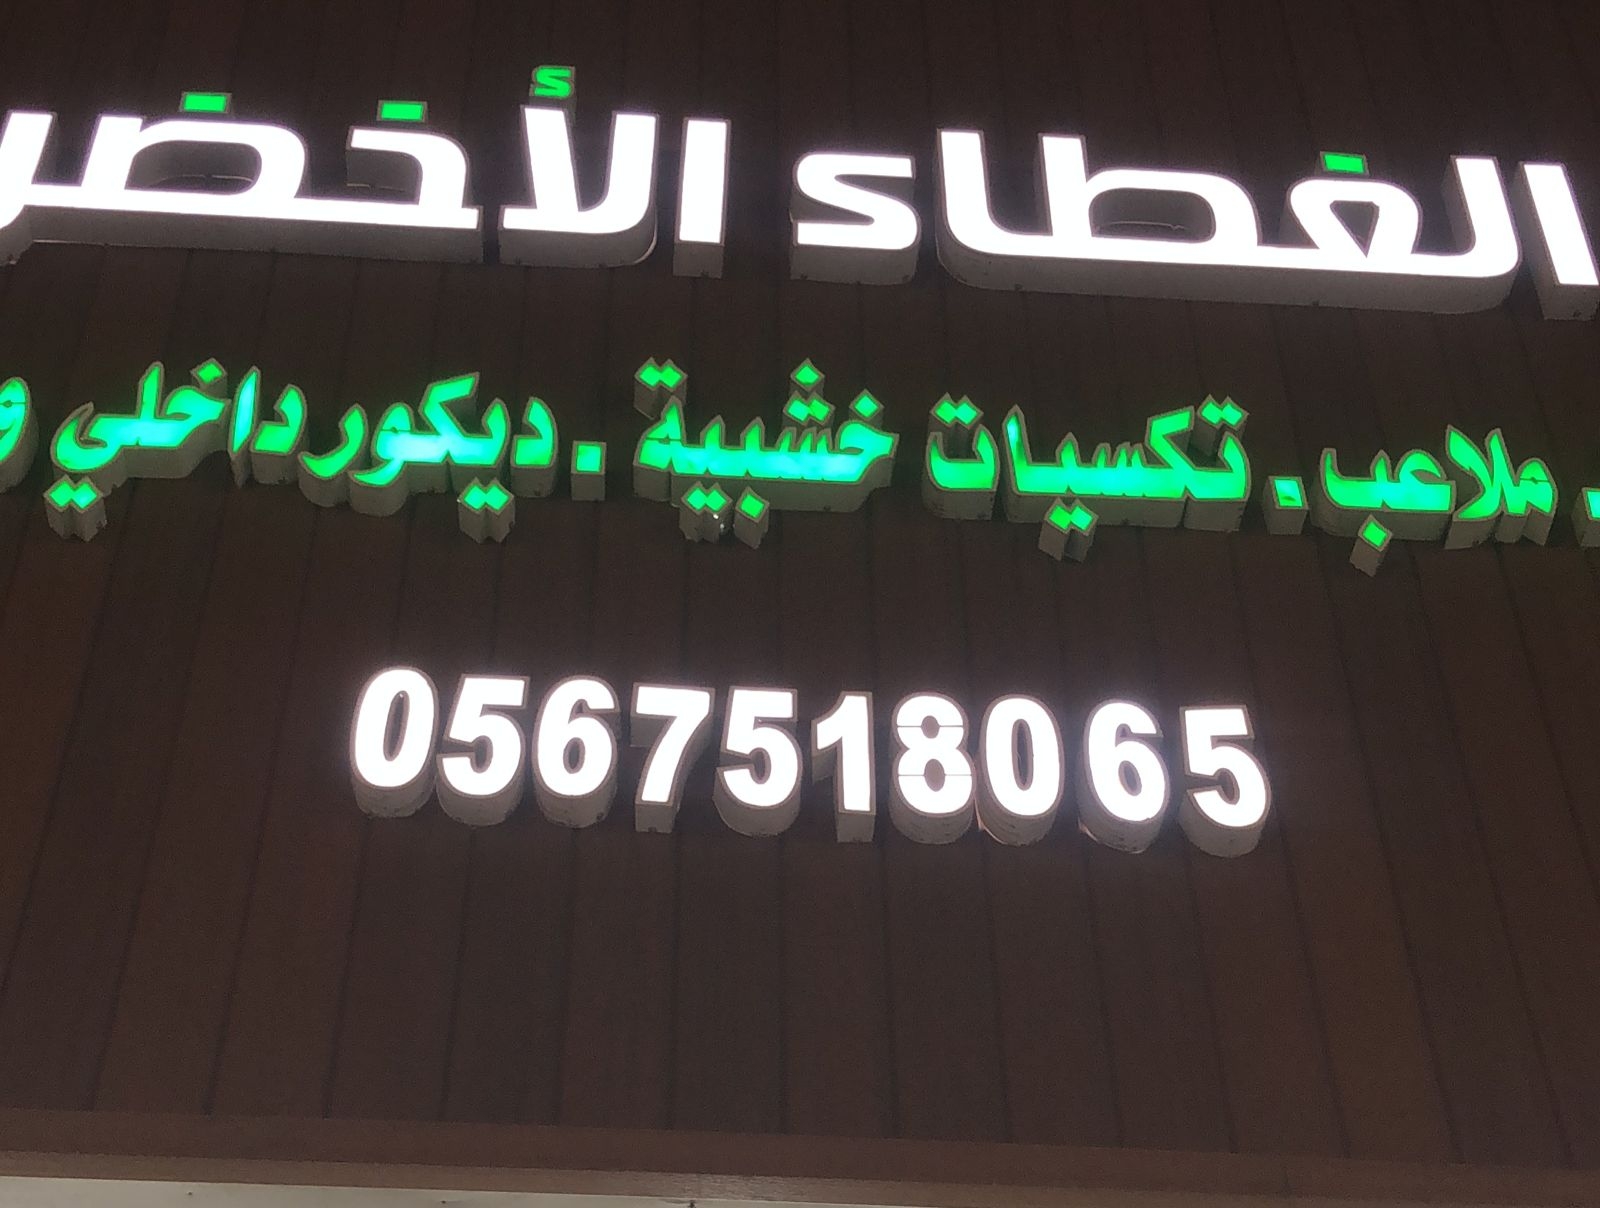 الغطاء الأخضر
. ملاعب . تكسيات خشبية . ديكور داخلي و
0567518065